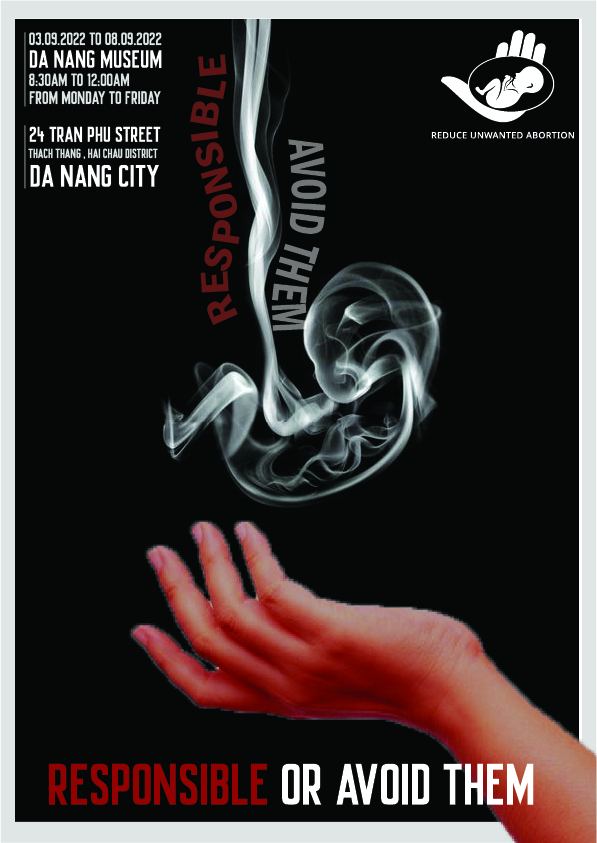 03.09.2022 TO 08.09.2022
DA NANG MUSEUM
8:30AM TO 12:00AM
FROM MONDAY TO FRIDAY
24 TRAN PHU STREET
THACH THANG , HAI CHAU DISTRICT
DA NANG CITY
REDUCE UNWANTED ABORTION
RESPONSIBLE
AVOID THEM
RESPONSIBLE OR AVOID THEM